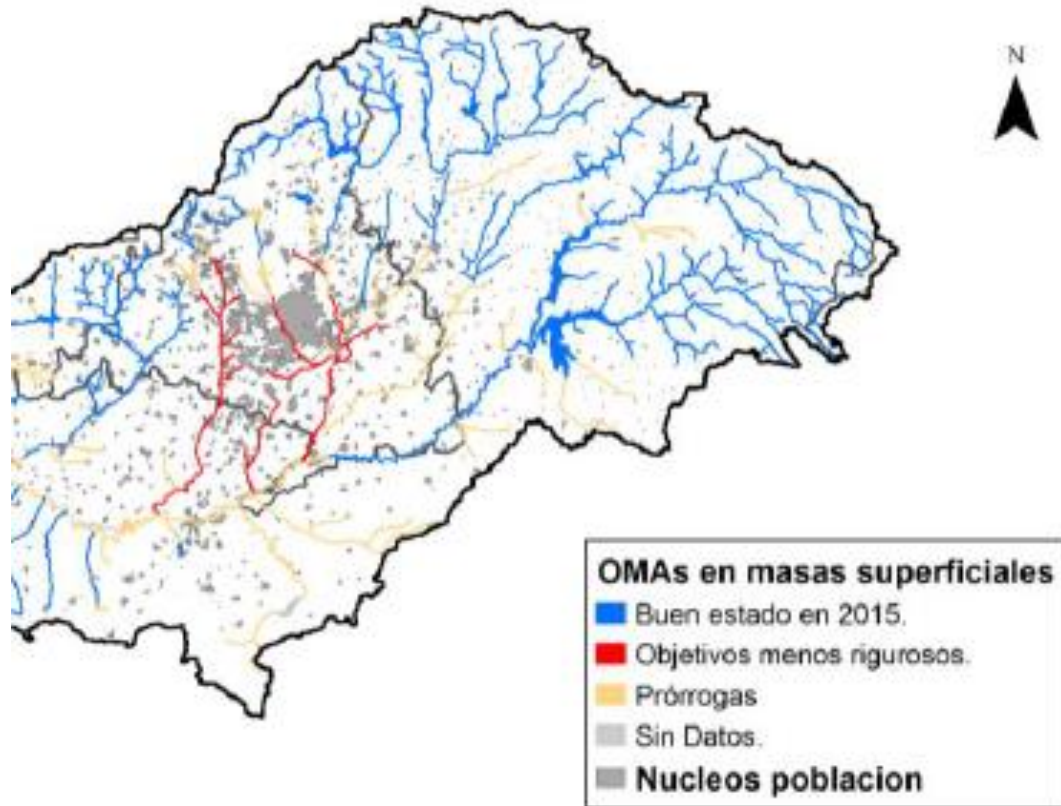 N
OMAs en masas superficiales
Buen estado en 2015.
Objetivos menos rigurosos.
Prórrogas
Sin Datos.
Nucleos poblacion